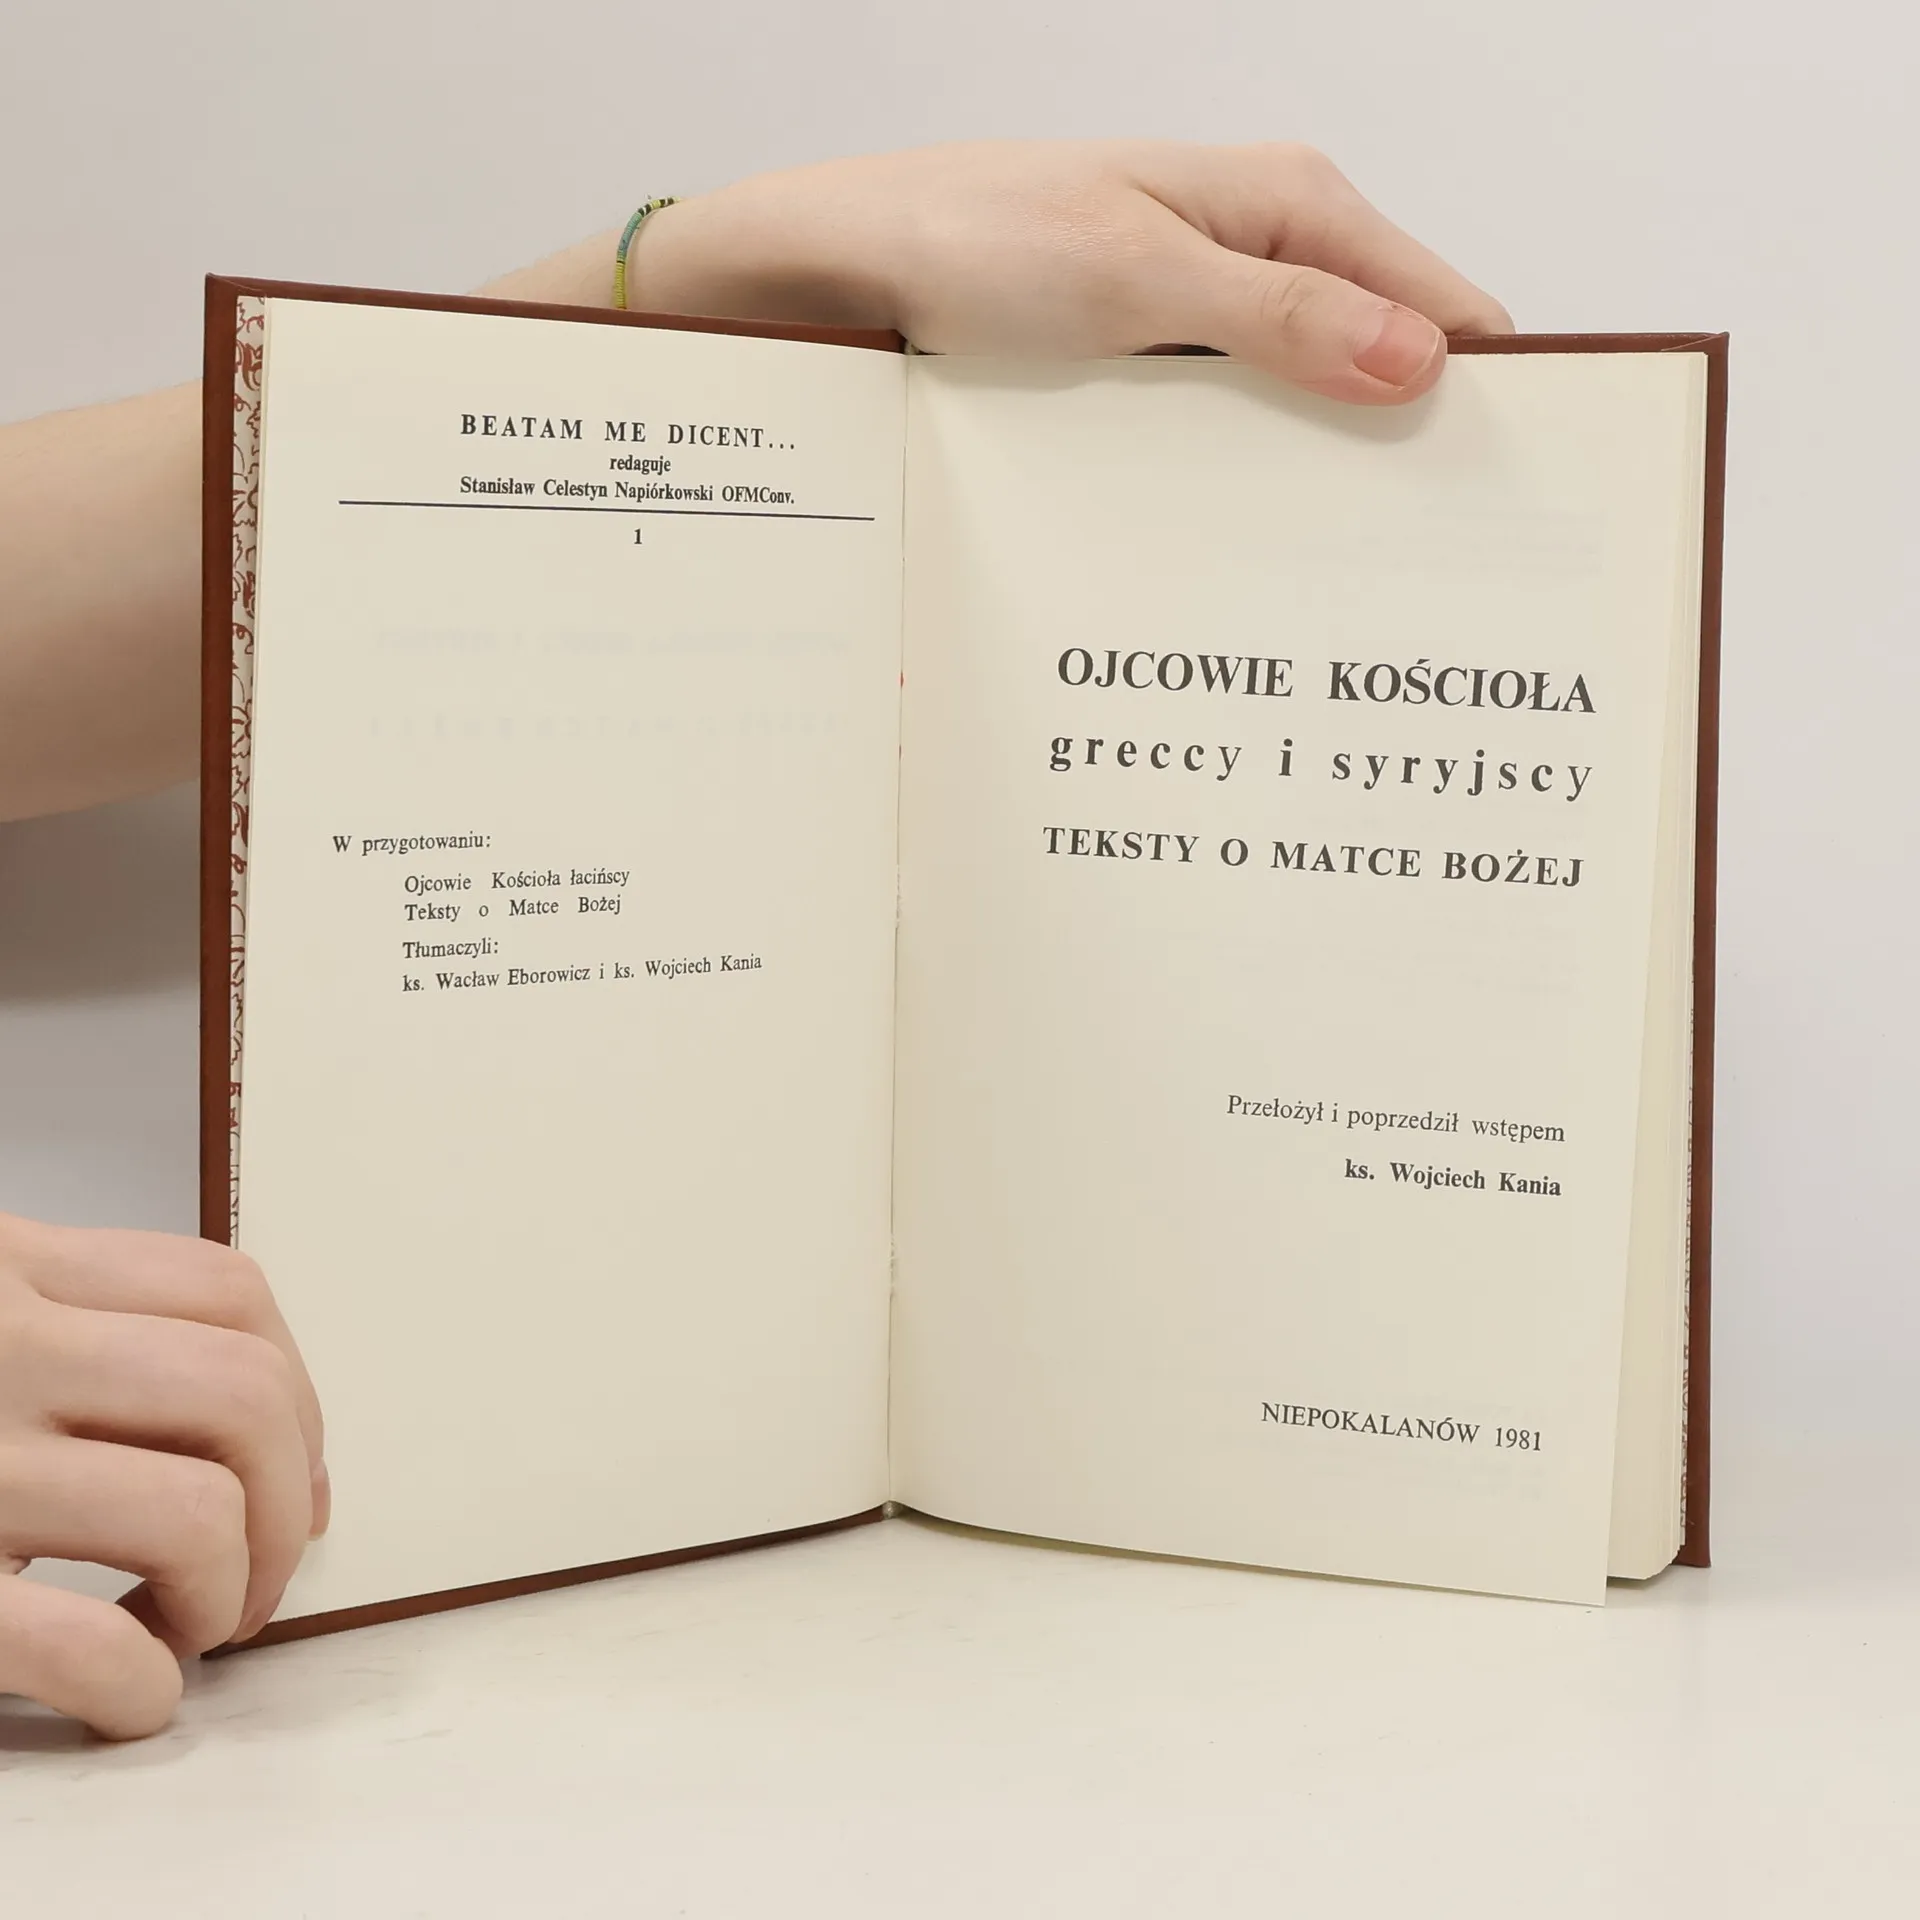 BEATAM ME DICENT...
redaguje
Stanisław Celestyn Napiórkowski OFMConv.
1
W przygotowaniu:
Ojcowie Kościoła łacińscy
Teksty o Matce Bożej
Tłumaczyli:
ks. Wacław Eborowicz i ks. Wojciech Kania
OJCOWIE KOŚCIOŁA
greccy i syryjscy
TEKSTY O MATCE BOŻEJ
Przełożył i poprzedził wstępem
ks. Wojciech Kania
NIEPOKALANÓW 1981